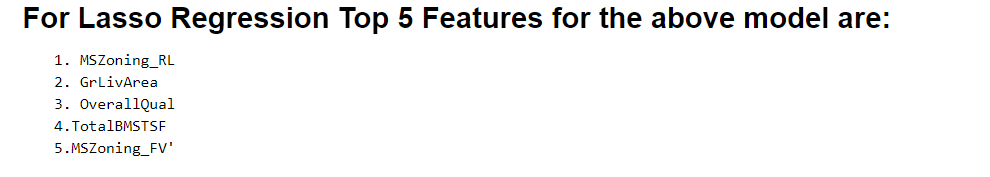 For Lasso Regression Top 5 Features for the above model are:
1. MSZoning_RL
2. GrLivArea
3. OverallQual
4.TotalBMSTSF
5.MSZoning_FV'